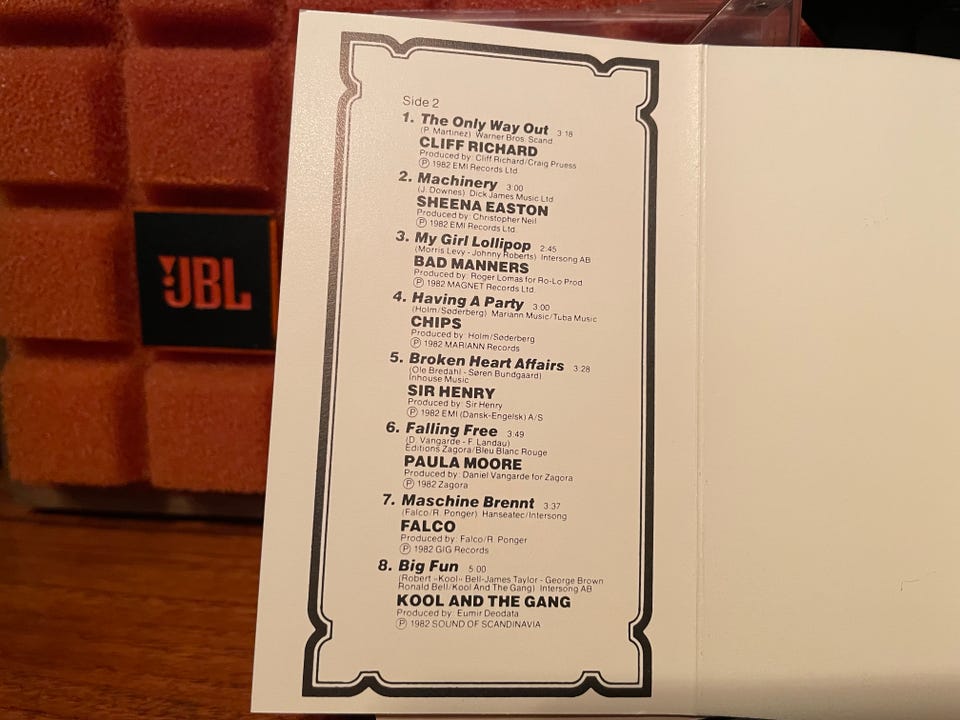 JBL
Side 2
1. The Only Way Out 3:18
(P. Martinez) Warner Bros. Scand
CLIFF RICHARD
Produced by: Cliff Richard/Craig Pruess
Ⓟ 1982 EMI Records Ltd.
2. Machinery 3:00
(J. Downes) Dick James Music Ltd
SHEENA EASTON
Produced by: Christopher Neil
Ⓟ 1982 EMI Records Ltd.
3. My Girl Lollipop 2:45
(Morris Levy - Johnny Roberts) Intersong AB
BAD MANNERS
Produced by: Roger Lomas for Ro-Lo Prod
Ⓟ 1982 MAGNET Records Ltd.
4. Having A Party 3:00
(Holm/Søderberg) Mariann Music/Tuba Music
CHIPS
Produced by: Holm/Søderberg
Ⓟ 1982 MARIANN Records
5. Broken Heart Affairs 3:28
(Ole Bredahl - Søren Bundgaard)
Inhouse Music
SIR HENRY
Produced by: Sir Henry
Ⓟ 1982 EMI (Dansk-Engelsk) A/S
6. Falling Free 3:49
(D. Vangarde - F. Landau)
Editions Zagora/Bleu Blanc Rouge
PAULA MOORE
Produced by: Daniel Vangarde for Zagora
Ⓟ 1982 Zagora
7. Maschine Brennt 3:37
(Falco/R. Ponger) Hanseatec/Intersong
FALCO
Produced by: Falco/R. Ponger
Ⓟ 1982 GIG Records
8. Big Fun 5:00
(Robert »Kool« Bell-James Taylor - George Brown
Ronald Bell/Kool And The Gang) Intersong AB
KOOL AND THE GANG
Produced by: Eumir Deodata
Ⓟ 1982 SOUND OF SCANDINAVIA